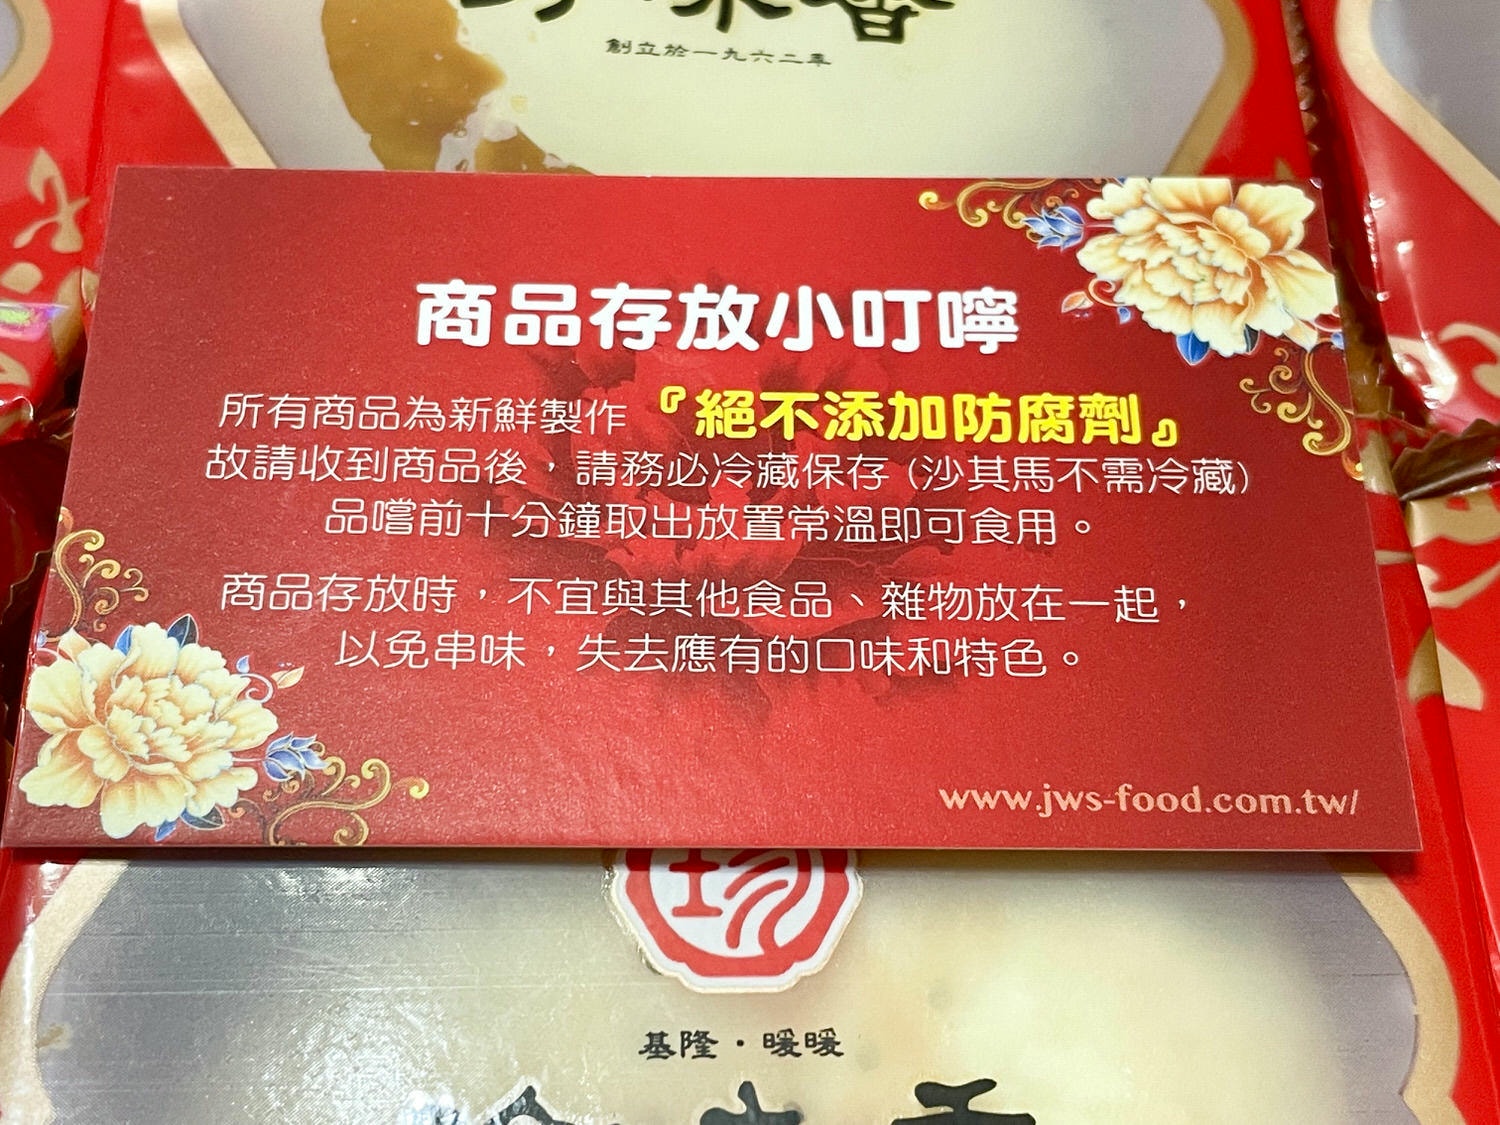 味香
創立於一九六二年
商品存放小叮嚀
所有商品為新鮮製作『絕不添加防腐劑』
故請收到商品後，請務必冷藏保存(沙其馬不需冷藏)
品嚐前十分鐘取出放置常溫即可食用。
商品存放時，不宜與其他食品、雜物放在一起，
以免串味，失去應有的口味和特色。
www.jws-food.com.tw/
珍
基隆・暖暖